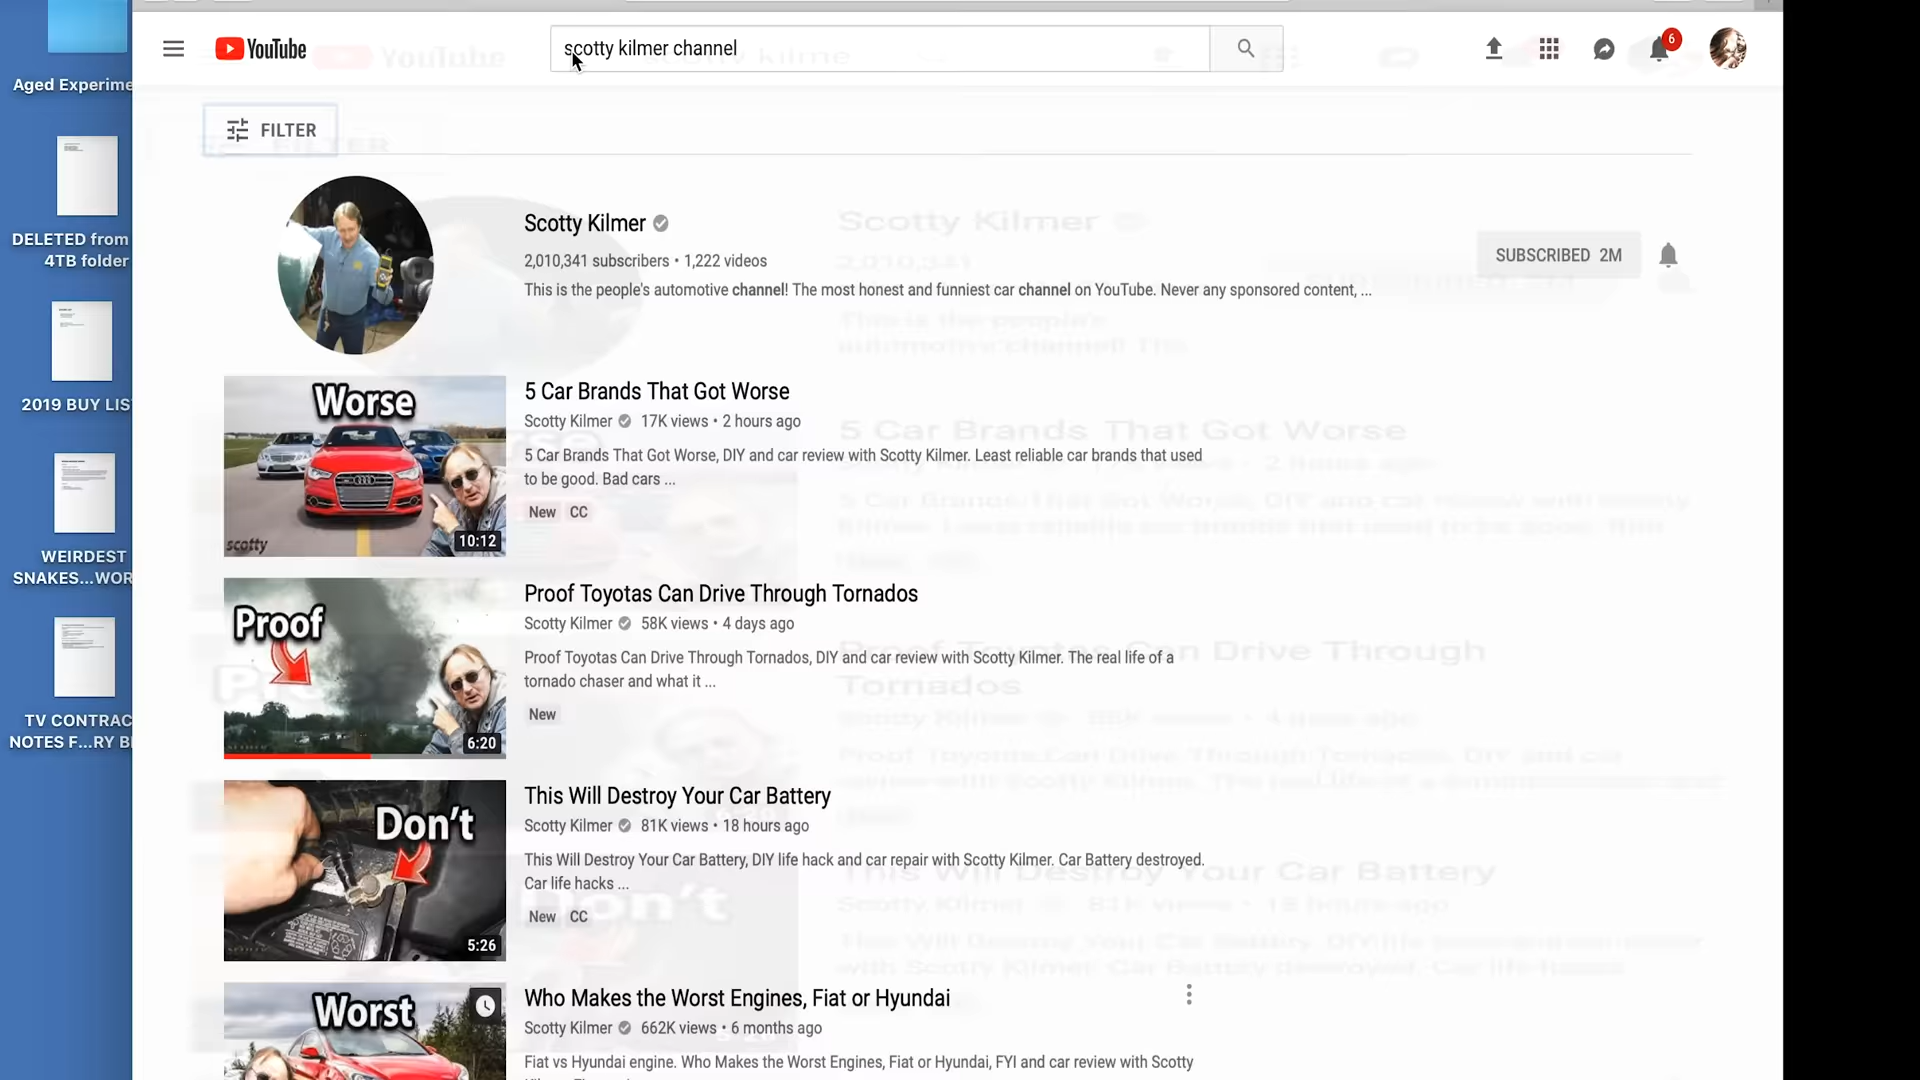 YouTube
scotty kilmer channel
6
Aged Experime
FILTER
DELETED from
4TB folder
Scotty Kilmer
2,010,341 subscribers • 1,222 videos
This is the people's automotive channel! The most honest and funniest car channel on YouTube. Never any sponsored content, ...
SUBSCRIBED 2M
2019 BUY LIS
Worse
scotty
10:12
5 Car Brands That Got Worse
Scotty Kilmer 17K views • 2 hours ago
5 Car Brands That Got Worse, DIY and car review with Scotty Kilmer. Least reliable car brands that used
to be good. Bad cars ...
New CC
WEIRDEST
SNAKES...WOR
Proof
6:20
Proof Toyotas Can Drive Through Tornados
Scotty Kilmer 58K views • 4 days ago
Proof Toyotas Can Drive Through Tornados, DIY and car review with Scotty Kilmer. The real life of a
tornado chaser and what it ...
New
TV CONTRAC
NOTES F...RY B
Don't
5:26
This Will Destroy Your Car Battery
Scotty Kilmer 81K views • 18 hours ago
This Will Destroy Your Car Battery, DIY life hack and car repair with Scotty Kilmer. Car Battery destroyed.
Car life hacks ...
New CC
Worst
Who Makes the Worst Engines, Fiat or Hyundai
Scotty Kilmer 662K views • 6 months ago
Fiat vs Hyundai engine. Who Makes the Worst Engines, Fiat or Hyundai, FYI and car review with Scotty